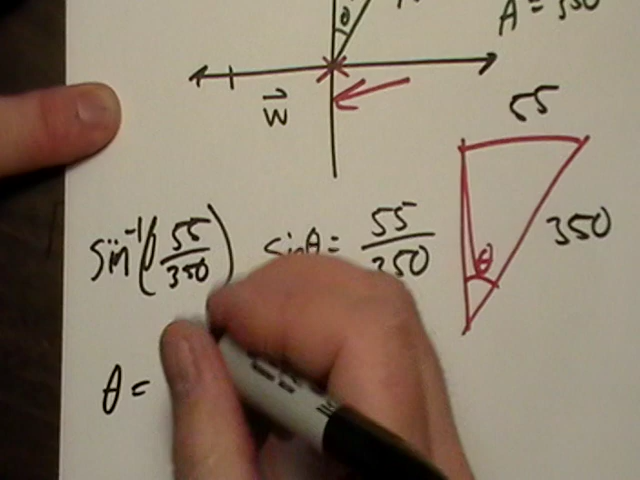 θ
A = 350
W
55
350
θ
sin⁻¹(55/350)
sinθ = 55/350
θ =